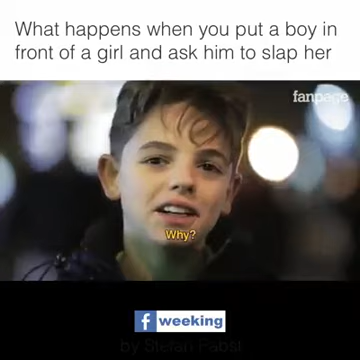 What happens when you put a boy in
front of a girl and ask him to slap her
fanpage
Why?
f weeking
by Stefan Pabst